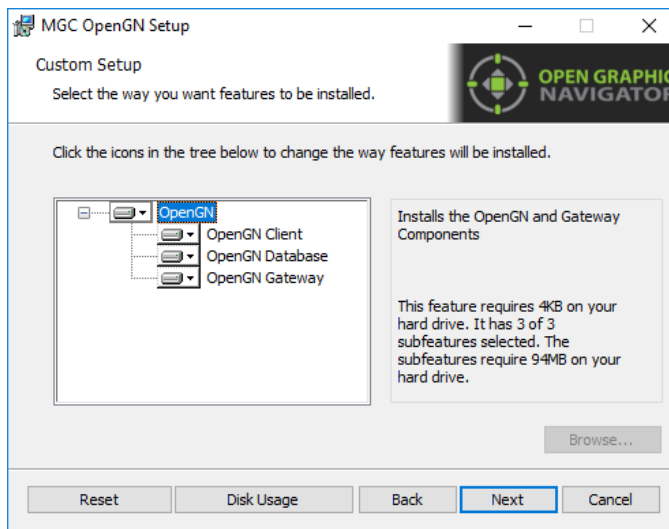 MGC OpenGN Setup
Custom Setup
Select the way you want features to be installed.
OPEN GRAPHIC
NAVIGATOR
Click the icons in the tree below to change the way features will be installed.
OpenGN
OpenGN Client
OpenGN Database
OpenGN Gateway
Installs the OpenGN and Gateway
Components
This feature requires 4KB on your
hard drive. It has 3 of 3
subfeatures selected. The
subfeatures require 94MB on your
hard drive.
Browse...
Reset
Disk Usage
Back
Next
Cancel